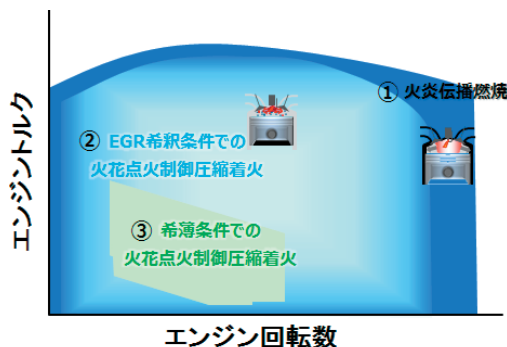 ① 火炎伝播燃焼
② EGR希釈条件での
火花点火制御圧縮着火
③ 希薄条件での
火花点火制御圧縮着火
エンジントルク
エンジン回転数